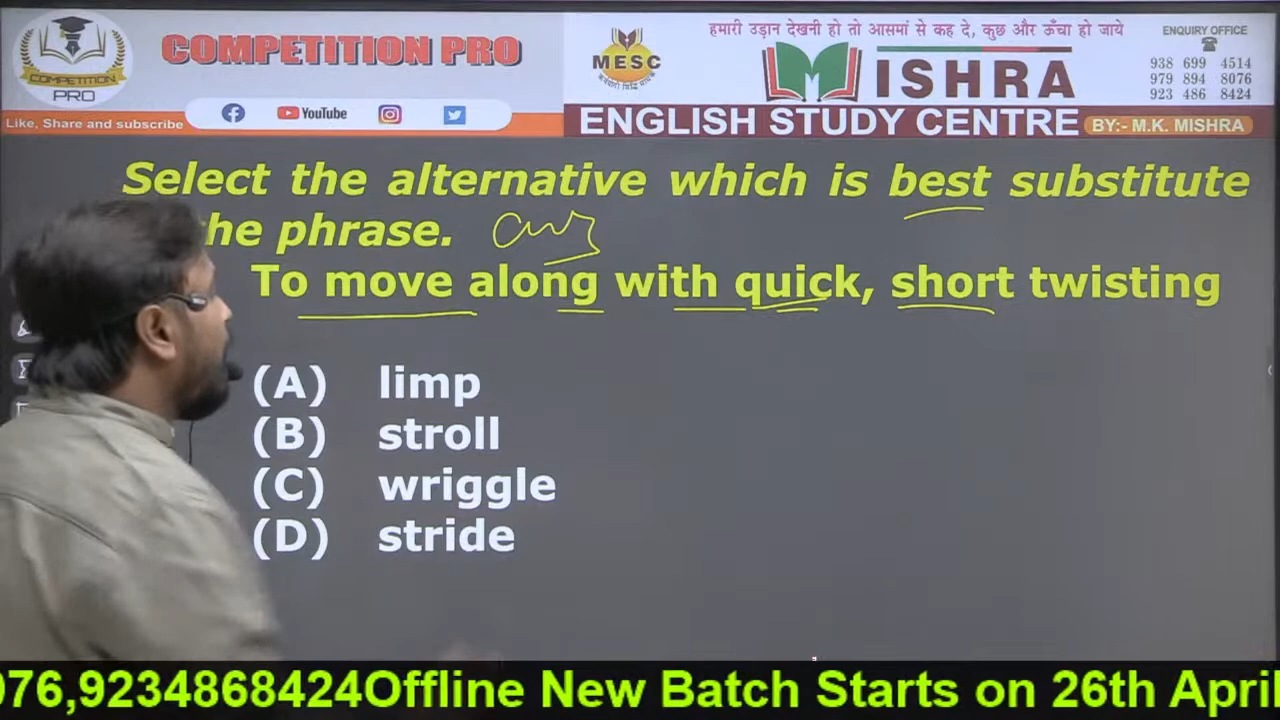 COMPETITION PRO
COMPETITION
PRO
Like, Share and subscribe
YouTube
MESC
हमारी उड़ान देखनी हो तो आसमां से कह दे, कुछ और ऊँचा हो जाये
ISHRA
ENGLISH STUDY CENTRE
BY:- M.K. MISHRA
ENQUIRY OFFICE
938 699 4514
979 894 8076
923 486 8424
Select the alternative which is best substitute
he phrase.
To move along with quick, short twisting
(A) limp
(B) stroll
(C) wriggle
(D) stride
076,9234868424Offline New Batch Starts on 26th April